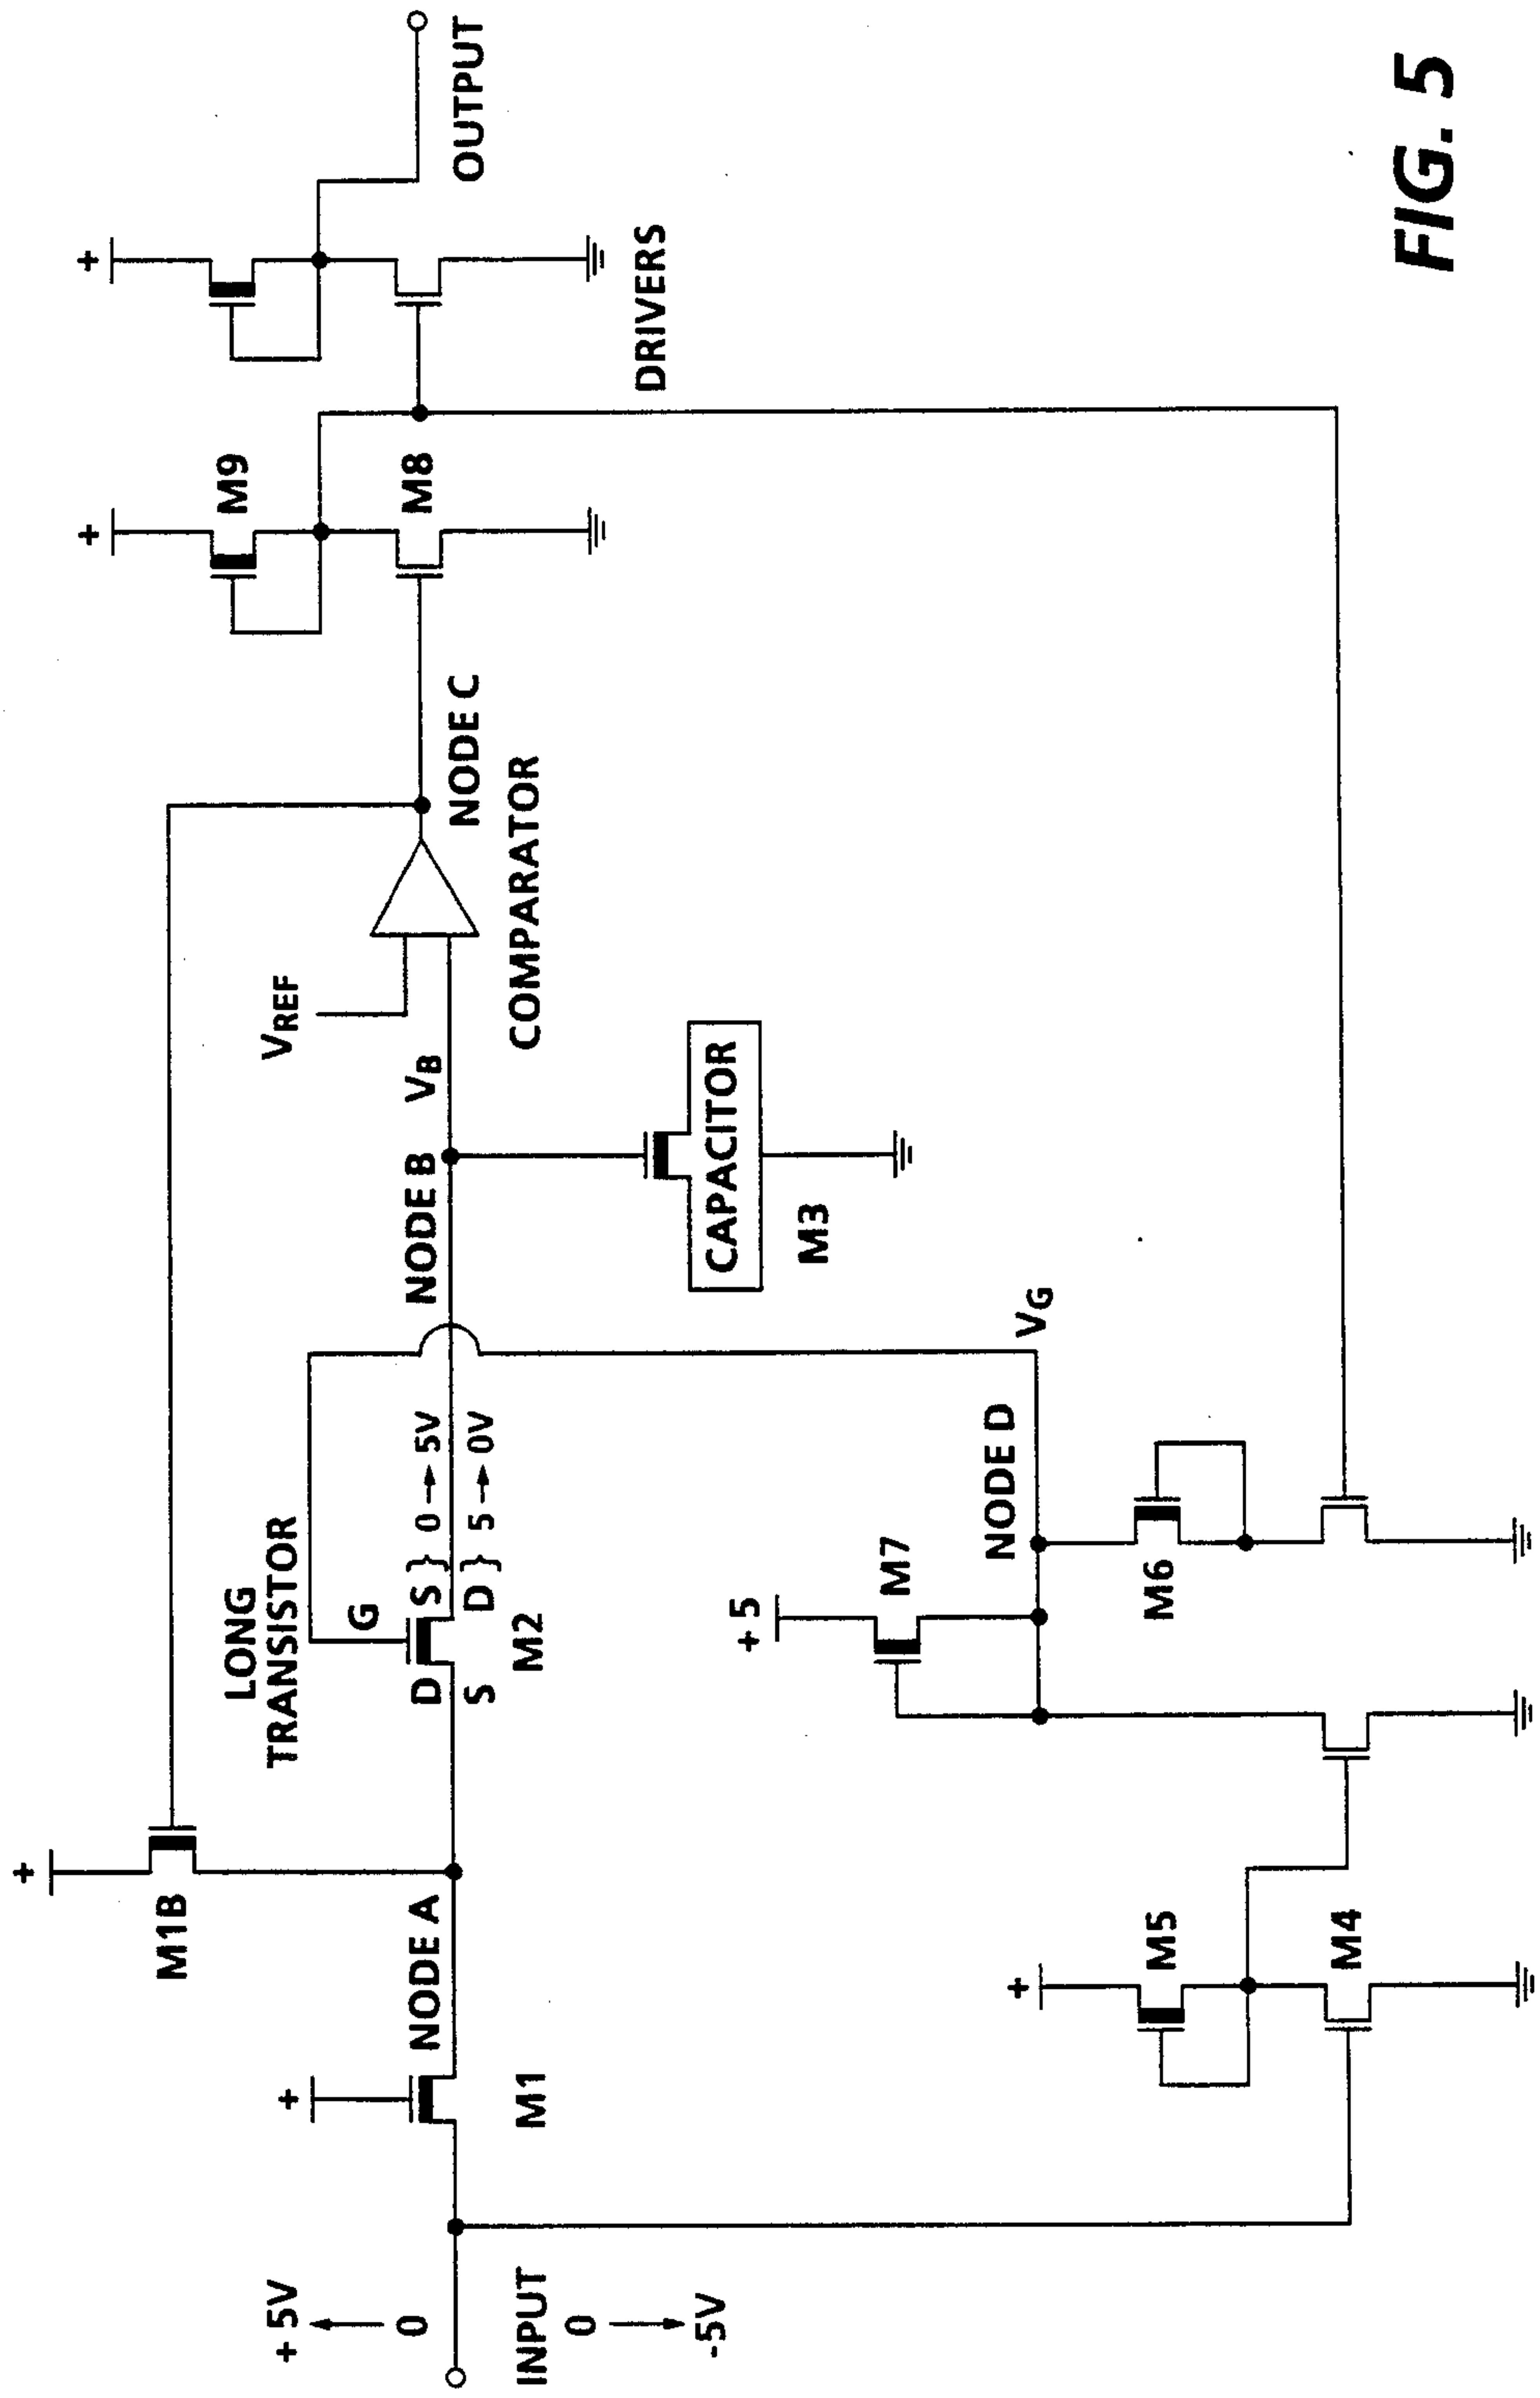 +
+
+
M1B
LONG
TRANSISTOR
VREF
M9
+5V
0
+
G
NODE A
D
S } 0 → 5V
NODE B
VB
M8
OUTPUT
INPUT
M1
S
D } 5 → 0V
M2
COMPARATOR
NODE C
0
-5V
CAPACITOR
M3
DRIVERS
+5
M7
NODE D
VG
+
M5
M6
M4
FIG. 5